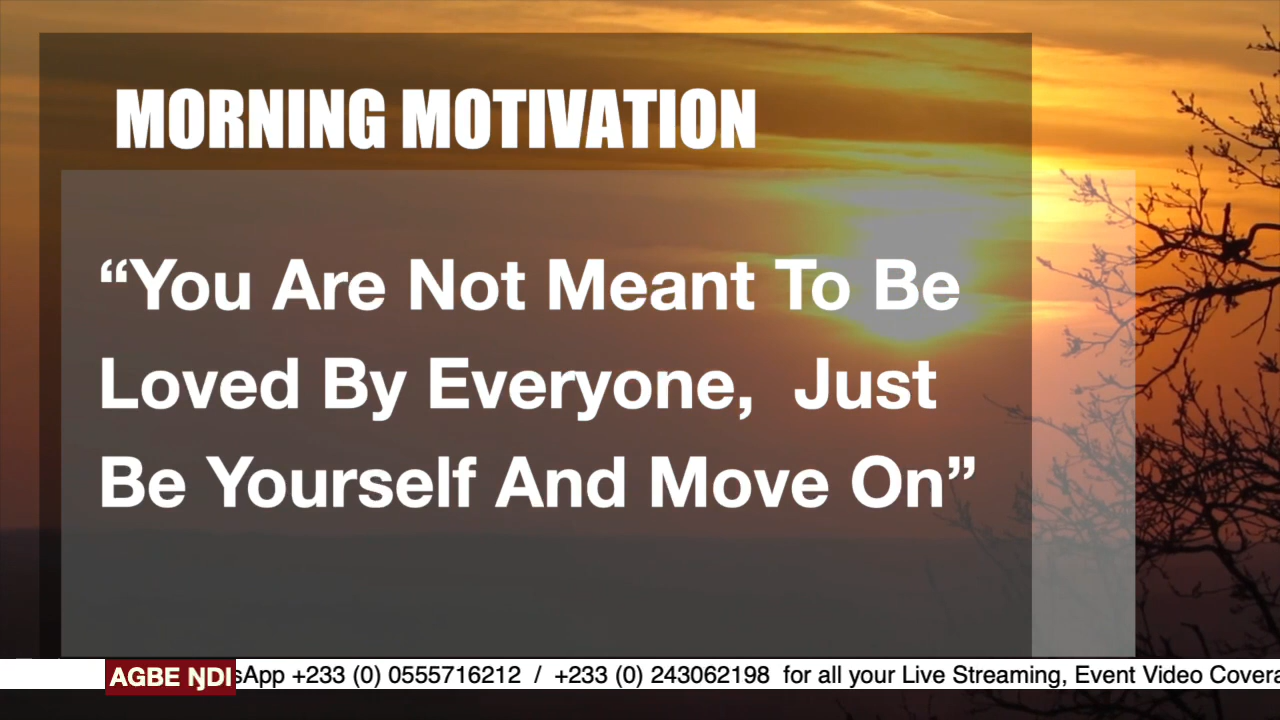 MORNING MOTIVATION
“You Are Not Meant To Be
Loved By Everyone,  Just
Be Yourself And Move On”
AGBE ŊDI sApp +233 (0) 0555716212 / +233 (0) 243062198 for all your Live Streaming, Event Video